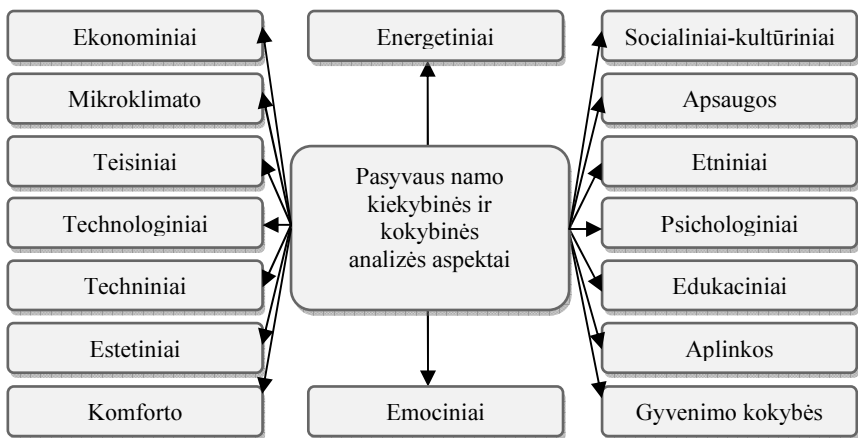 Ekonominiai
Energetiniai
Socialiniai-kultūriniai
Mikroklimato
Apsaugos
Teisiniai
Pasyvaus namo
kiekybinės ir
kokybinės
analizės aspektai
Etniniai
Technologiniai
Psichologiniai
Techniniai
Edukaciniai
Estetiniai
Aplinkos
Komforto
Emociniai
Gyvenimo kokybės